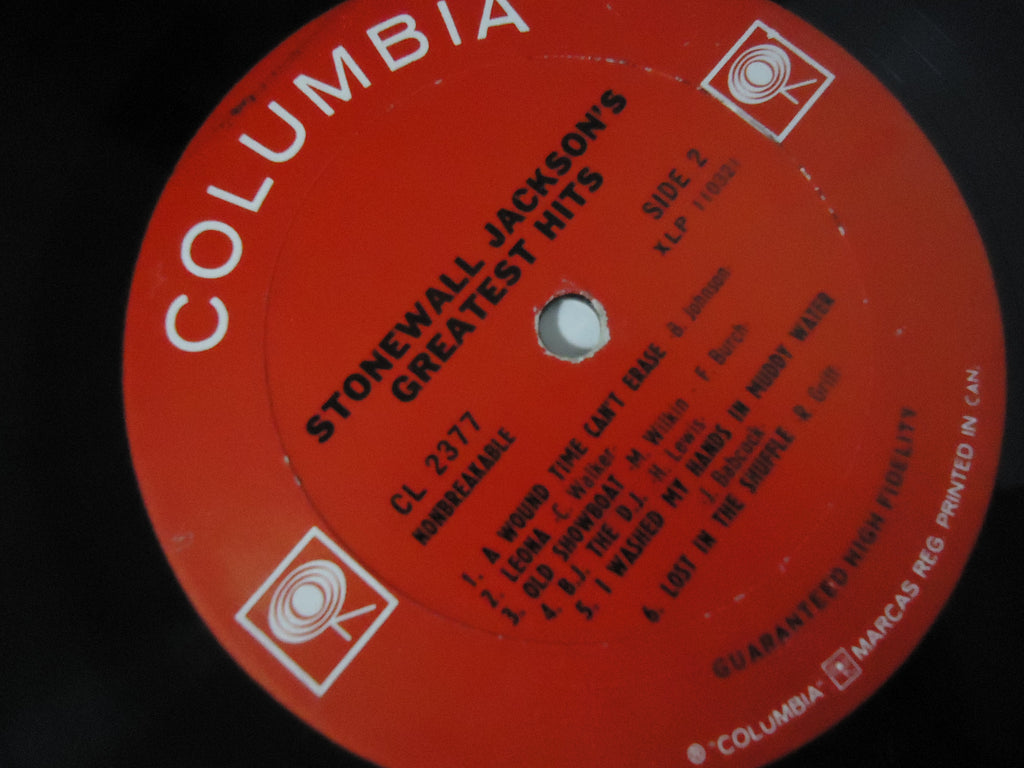 COLUMBIA
STONEWALL JACKSON'S
GREATEST HITS
SIDE 2
XLP 110321
CL 2377
NONBREAKABLE
1. A WOUND TIME CAN'T ERASE -B. Johnson-
2. LEONA -C. Walker-
3. OLD SHOWBOAT -M. Wilkin - F. Burch-
4. B.J. THE D.J. -H. Lewis-
5. I WASHED MY HANDS IN MUDDY WATER
-J. Babcock
6. LOST IN THE SHUFFLE -R. Griff-
GUARANTEED HIGH FIDELITY
"COLUMBIA" MARCAS REG PRINTED IN CAN.